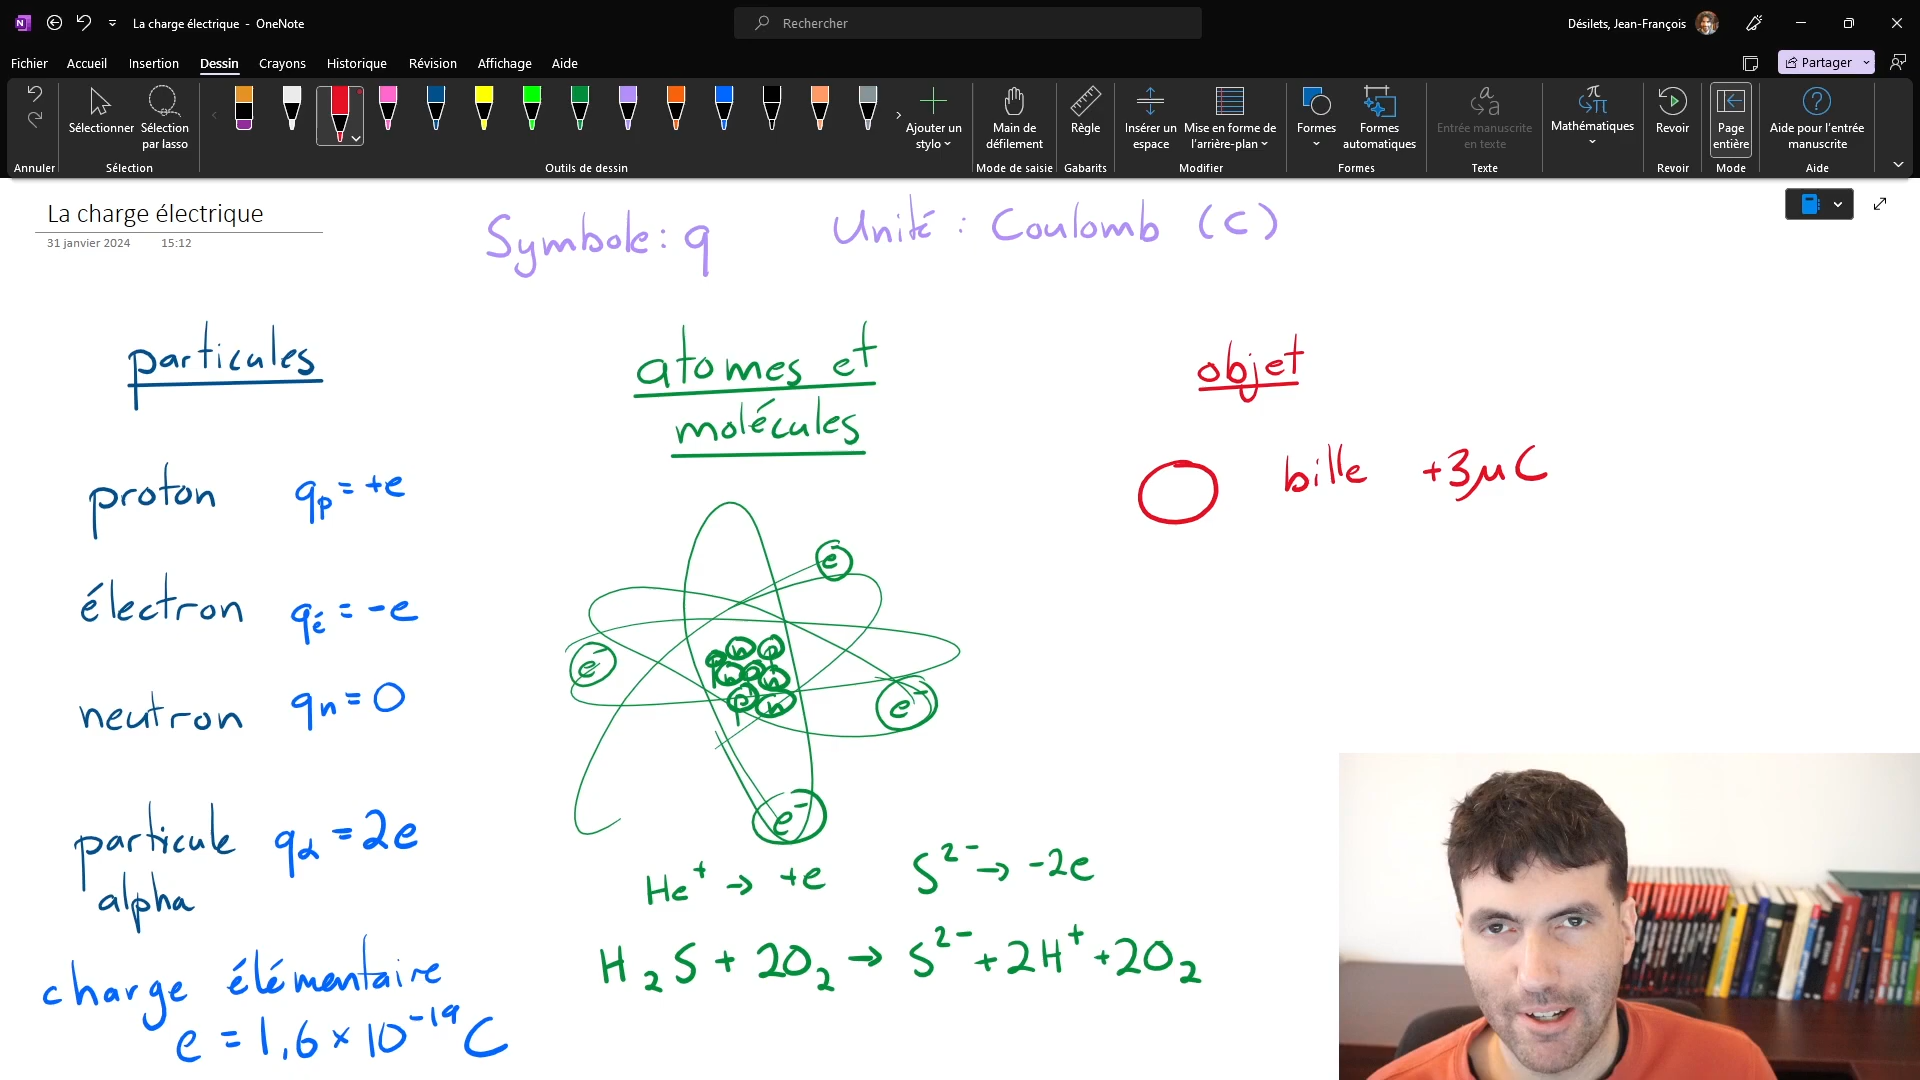 La charge électrique - OneNote
Rechercher
Désilets, Jean-François
Fichier Accueil Insertion Dessin Crayons Historique Révision Affichage Aide
Partager
Sélectionner
Sélection par lasso
Ajouter un stylo
Main de défilement
Règle
Insérer un espace
Mise en forme de l'arrière-plan
Formes
Formes automatiques
Entrée manuscrite en texte
Mathématiques
Revoir
Page entière
Aide pour l'entrée manuscrite
Annuler Sélection Outils de dessin Mode de saisie Gabarits Modifier Formes Texte Revoir Mode Aide
La charge électrique
31 janvier 2024 15:12
Symbole : q Unité : Coulomb (C)
particules
proton qp = +e
électron qé = -e
neutron qn = 0
particule alpha qα = 2e
charge élémentaire
e = 1,6 × 10⁻¹⁹ C
atomes et
molécules
e⁻
e⁻
e⁻
e⁻
n p
p n n
p n
He⁺ → +e S²⁻ → -2e
H₂S + 2O₂ → S²⁻ + 2H⁺ + 2O₂
objet
bille +3μC